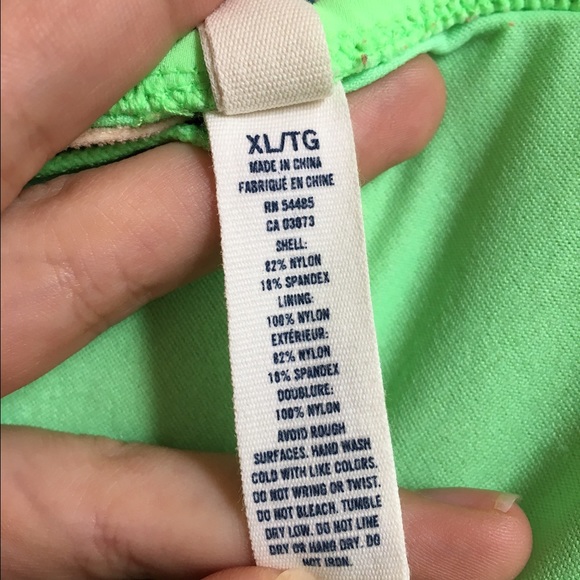 XL/TG
MADE IN CHINA
FABRIQUÉ EN CHINE
RN 54485
CA 03073
SHELL:
82% NYLON
18% SPANDEX
LINING:
100% NYLON
EXTÉRIEUR:
82% NYLON
18% SPANDEX
DOUBLURE:
100% NYLON
AVOID ROUGH
SURFACES. HAND WASH
COLD WITH LIKE COLORS.
DO NOT WRING OR TWIST.
DO NOT BLEACH. TUMBLE
DRY LOW. DO NOT LINE
DRY OR HANG DRY. DO
NOT IRON.